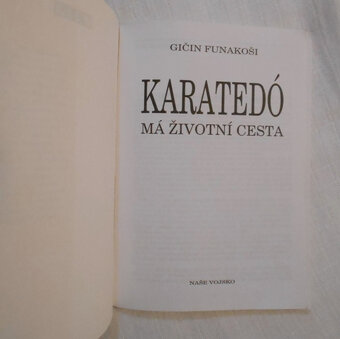 GIČIN FUNAKOŠI
KARATEDÓ
MÁ ŽIVOTNÍ CESTA
NAŠE VOJSKO